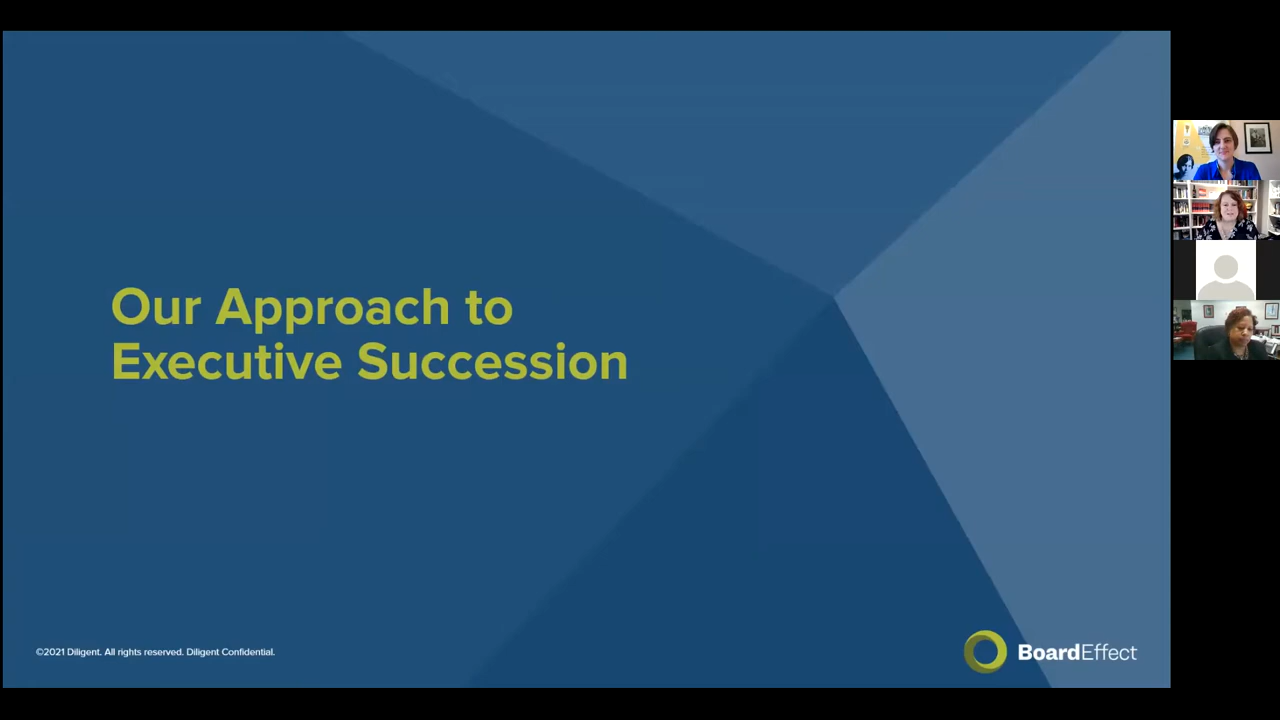 Our Approach to
Executive Succession
©2021 Diligent. All rights reserved. Diligent Confidential.
BoardEffect